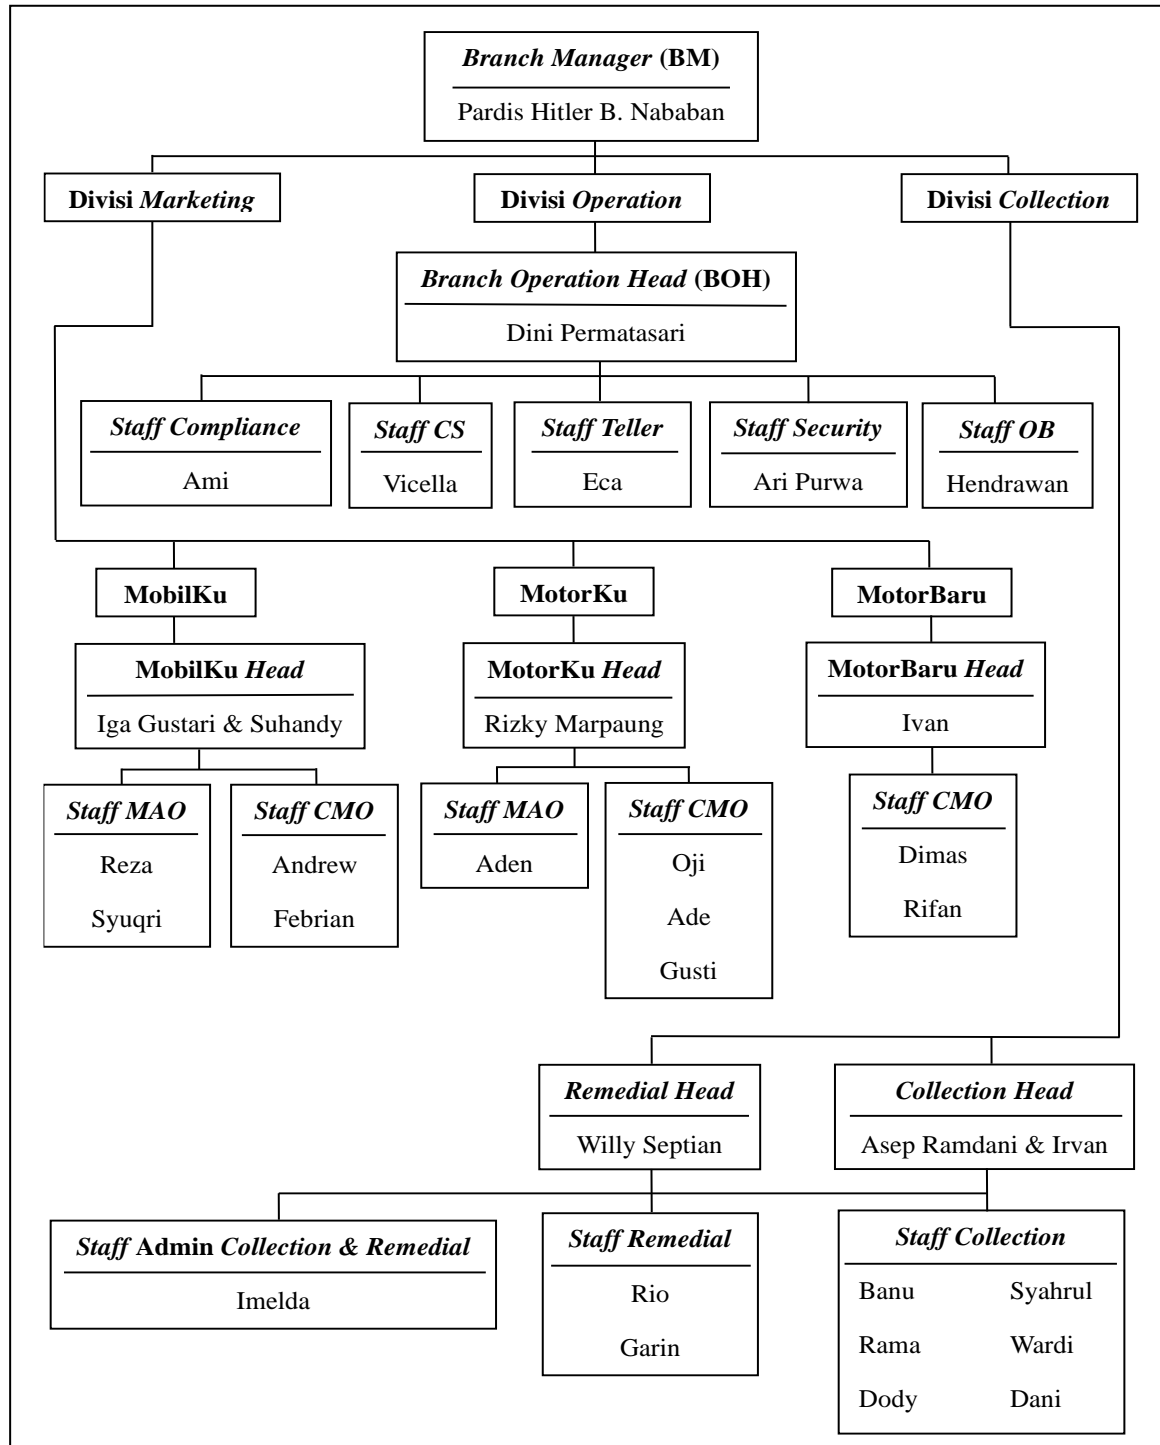 Branch Manager (BM)
Pardis Hitler B. Nababan
Divisi Marketing
Divisi Operation
Divisi Collection
Branch Operation Head (BOH)
Dini Permatasari
Staff Compliance
Ami
Staff CS
Vicella
Staff Teller
Eca
Staff Security
Ari Purwa
Staff OB
Hendrawan
MobilKu
MotorKu
MotorBaru
MobilKu Head
Iga Gustari & Suhandy
MotorKu Head
Rizky Marpaung
MotorBaru Head
Ivan
Staff MAO
Reza
Syuqri
Staff CMO
Andrew
Febrian
Staff MAO
Aden
Staff CMO
Oji
Ade
Gusti
Staff CMO
Dimas
Rifan
Remedial Head
Willy Septian
Collection Head
Asep Ramdani & Irvan
Staff Admin Collection & Remedial
Imelda
Staff Remedial
Rio
Garin
Staff Collection
Banu Syahrul
Rama Wardi
Dody Dani